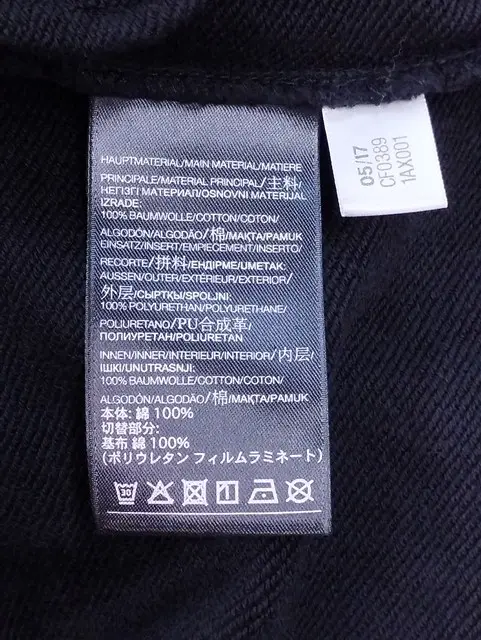 HAUPTMATERIAL/MAIN MATERIAL/MATIERE
PRINCIPALE/MATERIAL PRINCIPAL/主料/
НЕГІЗГІ МАТЕРИАЛ/OSNOVNI MATERIJAL
IZRADE:
100% BAUMWOLLE/COTTON/COTON/
ALGODÓN/ALGODÃO/棉/МАҚТА/PAMUK
EINSATZ/INSERT/EMPIECEMENT/INSERTO/
RECORTE/拼料/ЕНДІРМЕ/UMETAK.
AUSSEN/OUTER/EXTÉRIEUR/EXTERIOR/
外层/СЫРТҚЫ/SPOLJNI:
100% POLYURETHAN/POLYURETHANE/
POLIURETANO/PU合成革/
ПОЛИУРЕТАН/POLIURETAN
INNEN/INNER/INTERIEUR/INTERIOR/内层/
ІШКІ/UNUTRASNJI:
100% BAUMWOLLE/COTTON/COTON/
ALGODÓN/ALGODÃO/棉/МАҚТА/PAMUK
本体: 綿 100%
切替部分:
基布 綿 100%
(ポリウレタン フィルムラミネート)
30
05/17
CF0389
1AX001